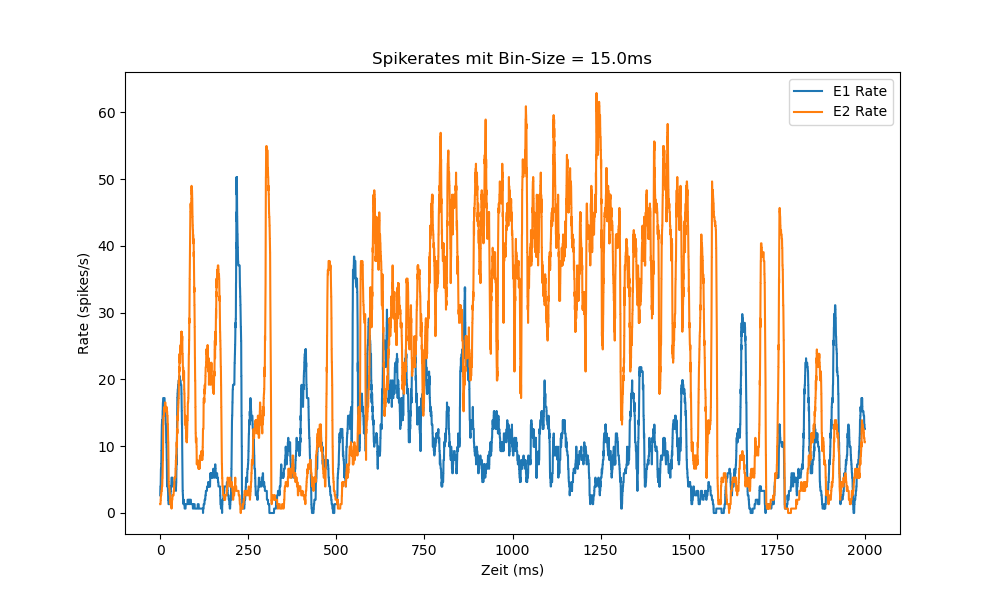 Spikerates mit Bin-Size = 15.0ms
E1 Rate
E2 Rate
Rate (spikes/s)
60
50
40
30
20
10
0
0 250 500 750 1000 1250 1500 1750 2000
Zeit (ms)